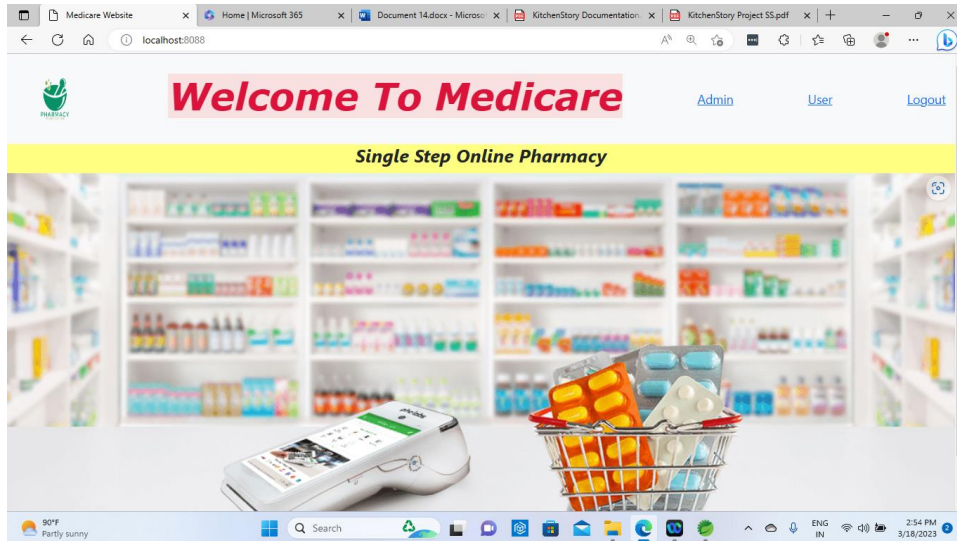 Medicare Website
Home | Microsoft 365
Document 14.docx - Microso
KitchenStory Documentation.
KitchenStory Project SS.pdf
localhost:8088
PHARMACY
Welcome To Medicare
Admin
User
Logout
Single Step Online Pharmacy
90°F
Partly sunny
Search
ENG
IN
2:54 PM
3/18/2023
2